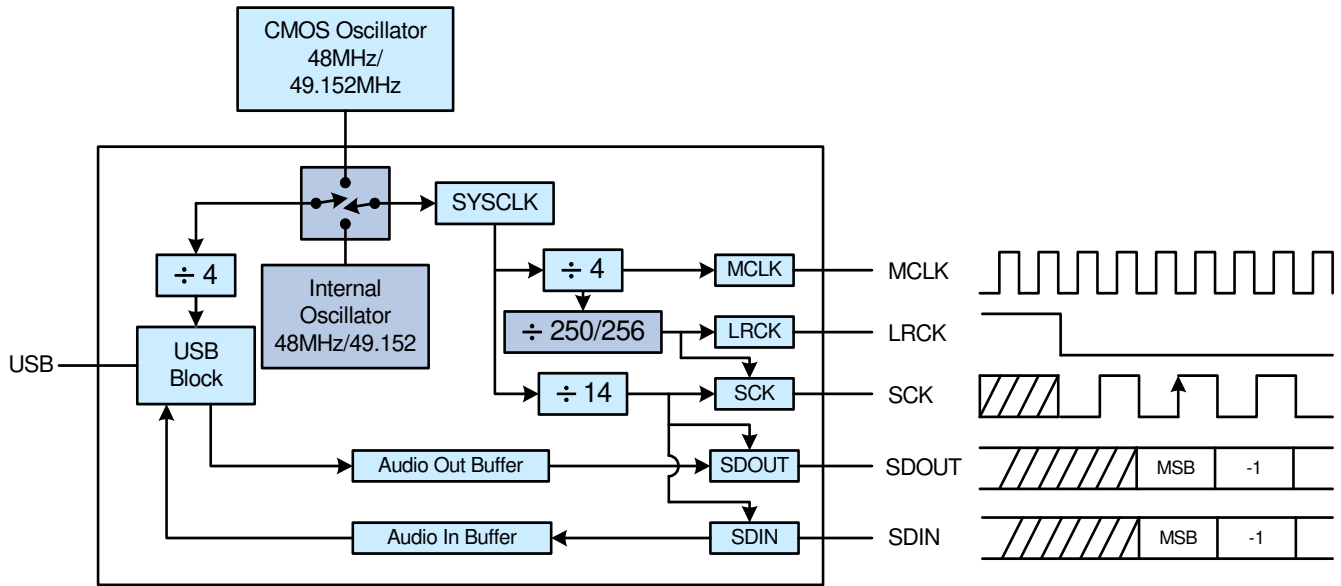 CMOS Oscillator
48MHz/
49.152MHz
SYSCLK
÷ 4
Internal
Oscillator
48MHz/49.152
÷ 4
MCLK
MCLK
÷ 250/256
LRCK
LRCK
USB
USB
Block
÷ 14
SCK
SCK
Audio Out Buffer
SDOUT
SDOUT
MSB
-1
Audio In Buffer
SDIN
SDIN
MSB
-1